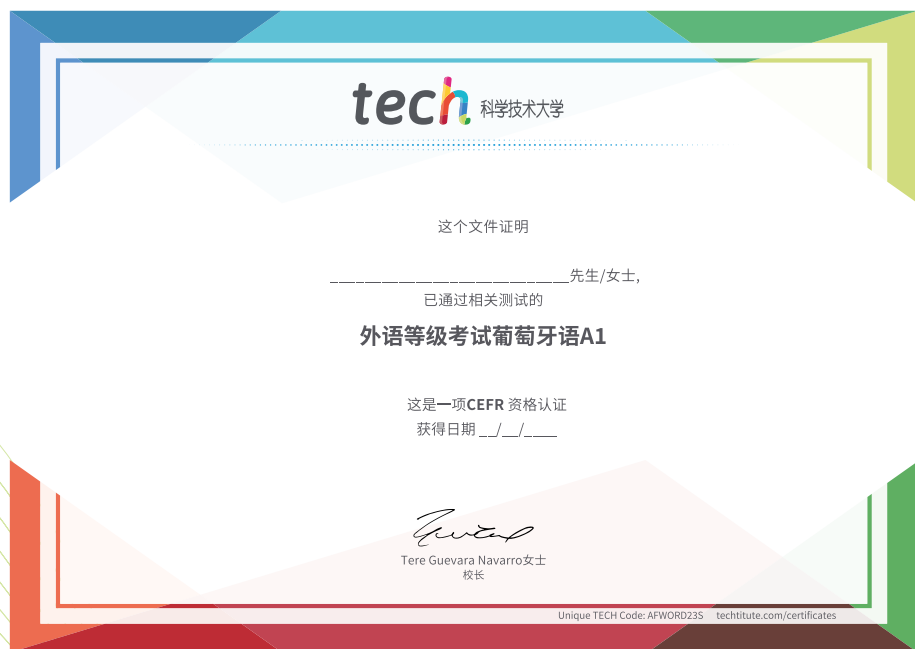 tech 科学技术大学
这个文件证明
____________________________先生/女士,
已通过相关测试的
外语等级考试葡萄牙语A1
这是一项CEFR 资格认证
获得日期 __/__/____
Tere Guevara Navarro女士
校长
Unique TECH Code: AFWORD23S techtitute.com/certificates